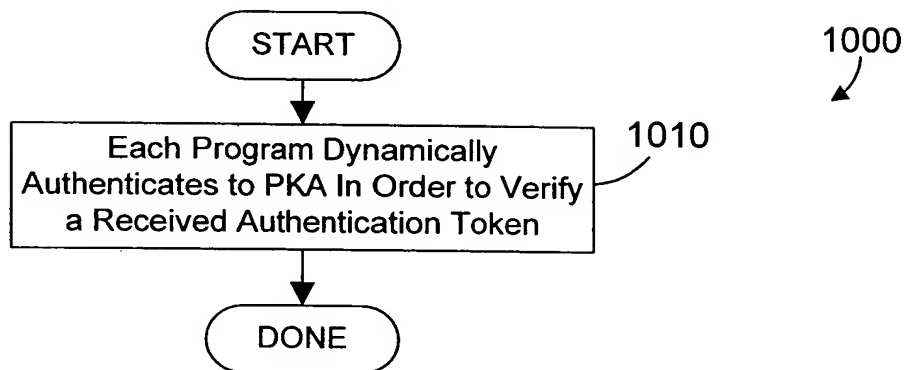 START
1000
Each Program Dynamically
Authenticates to PKA In Order to Verify
a Received Authentication Token
1010
DONE